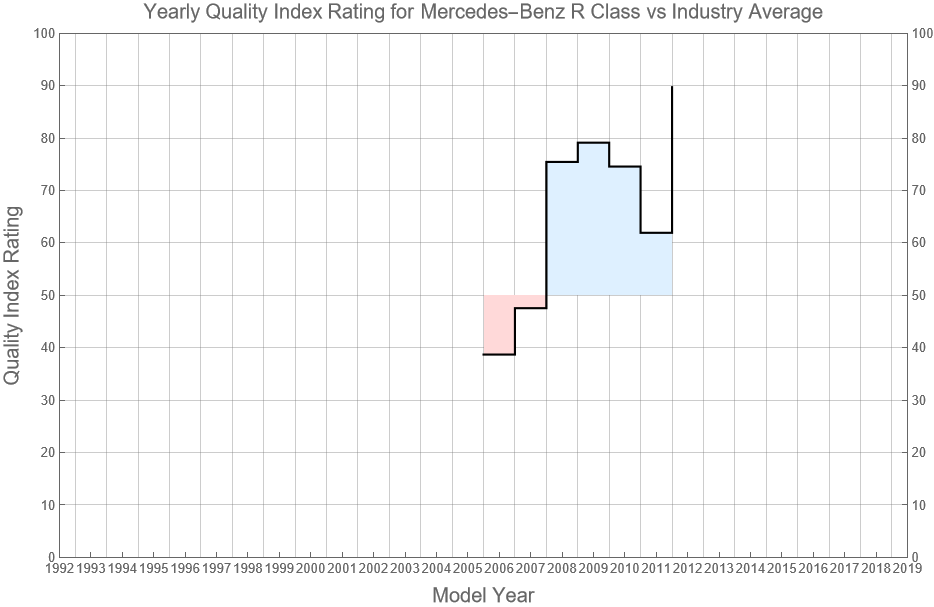 Yearly Quality Index Rating for Mercedes–Benz R Class vs Industry Average
100 100
90 90
80 80
70 70
60 60
50 50
40 40
30 30
20 20
10 10
0 0
Quality Index Rating
1992 1993 1994 1995 1996 1997 1998 1999 2000 2001 2002 2003 2004 2005 2006 2007 2008 2009 2010 2011 2012 2013 2014 2015 2016 2017 2018 2019
Model Year